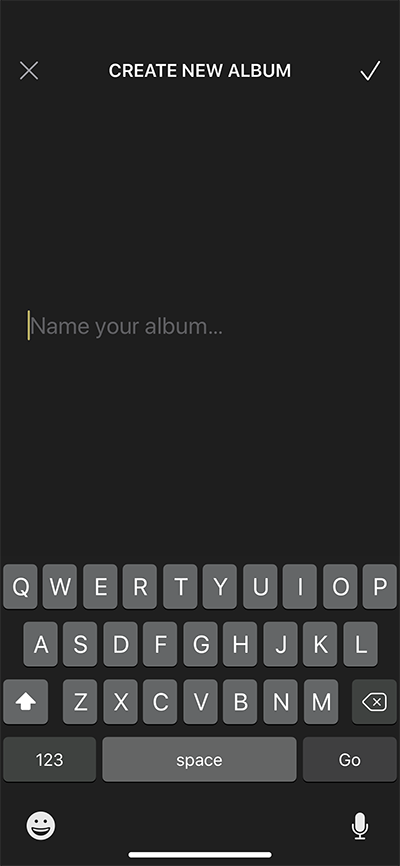 CREATE NEW ALBUM
Name your album...
Q W E R T Y U I O P
A S D F G H J K L
Z X C V B N M
123 space Go